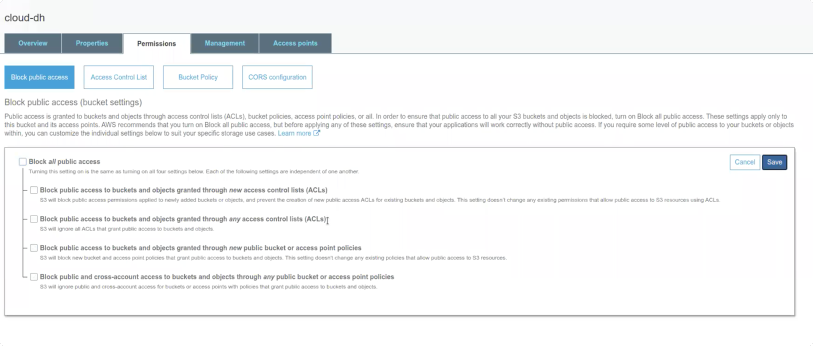 cloud-dh
Overview Properties Permissions Management Access points
Block public access Access Control List Bucket Policy CORS configuration
Block public access (bucket settings)
Public access is granted to buckets and objects through access control lists (ACLs), bucket policies, access point policies, or all. In order to ensure that public access to all your S3 buckets and objects is blocked, turn on Block all public access. These settings apply only to
this bucket and its access points. AWS recommends that you turn on Block all public access, but before applying any of these settings, ensure that your applications will work correctly without public access. If you require some level of public access to your buckets or objects
within, you can customize the individual settings below to suit your specific storage use cases. Learn more
Block all public access Cancel Save
Turning this setting on is the same as turning on all four settings below. Each of the following settings are independent of one another.
Block public access to buckets and objects granted through new access control lists (ACLs)
S3 will block public access permissions applied to newly added buckets or objects, and prevent the creation of new public access ACLs for existing buckets and objects. This setting doesn't change any existing permissions that allow public access to S3 resources using ACLs.
Block public access to buckets and objects granted through any access control lists (ACLs)
S3 will ignore all ACLs that grant public access to buckets and objects.
Block public access to buckets and objects granted through new public bucket or access point policies
S3 will block new bucket and access point policies that grant public access to buckets and objects. This setting doesn't change any existing policies that allow public access to S3 resources.
Block public and cross-account access to buckets and objects through any public bucket or access point policies
S3 will ignore public and cross-account access for buckets or access points with policies that grant public access to buckets and objects.